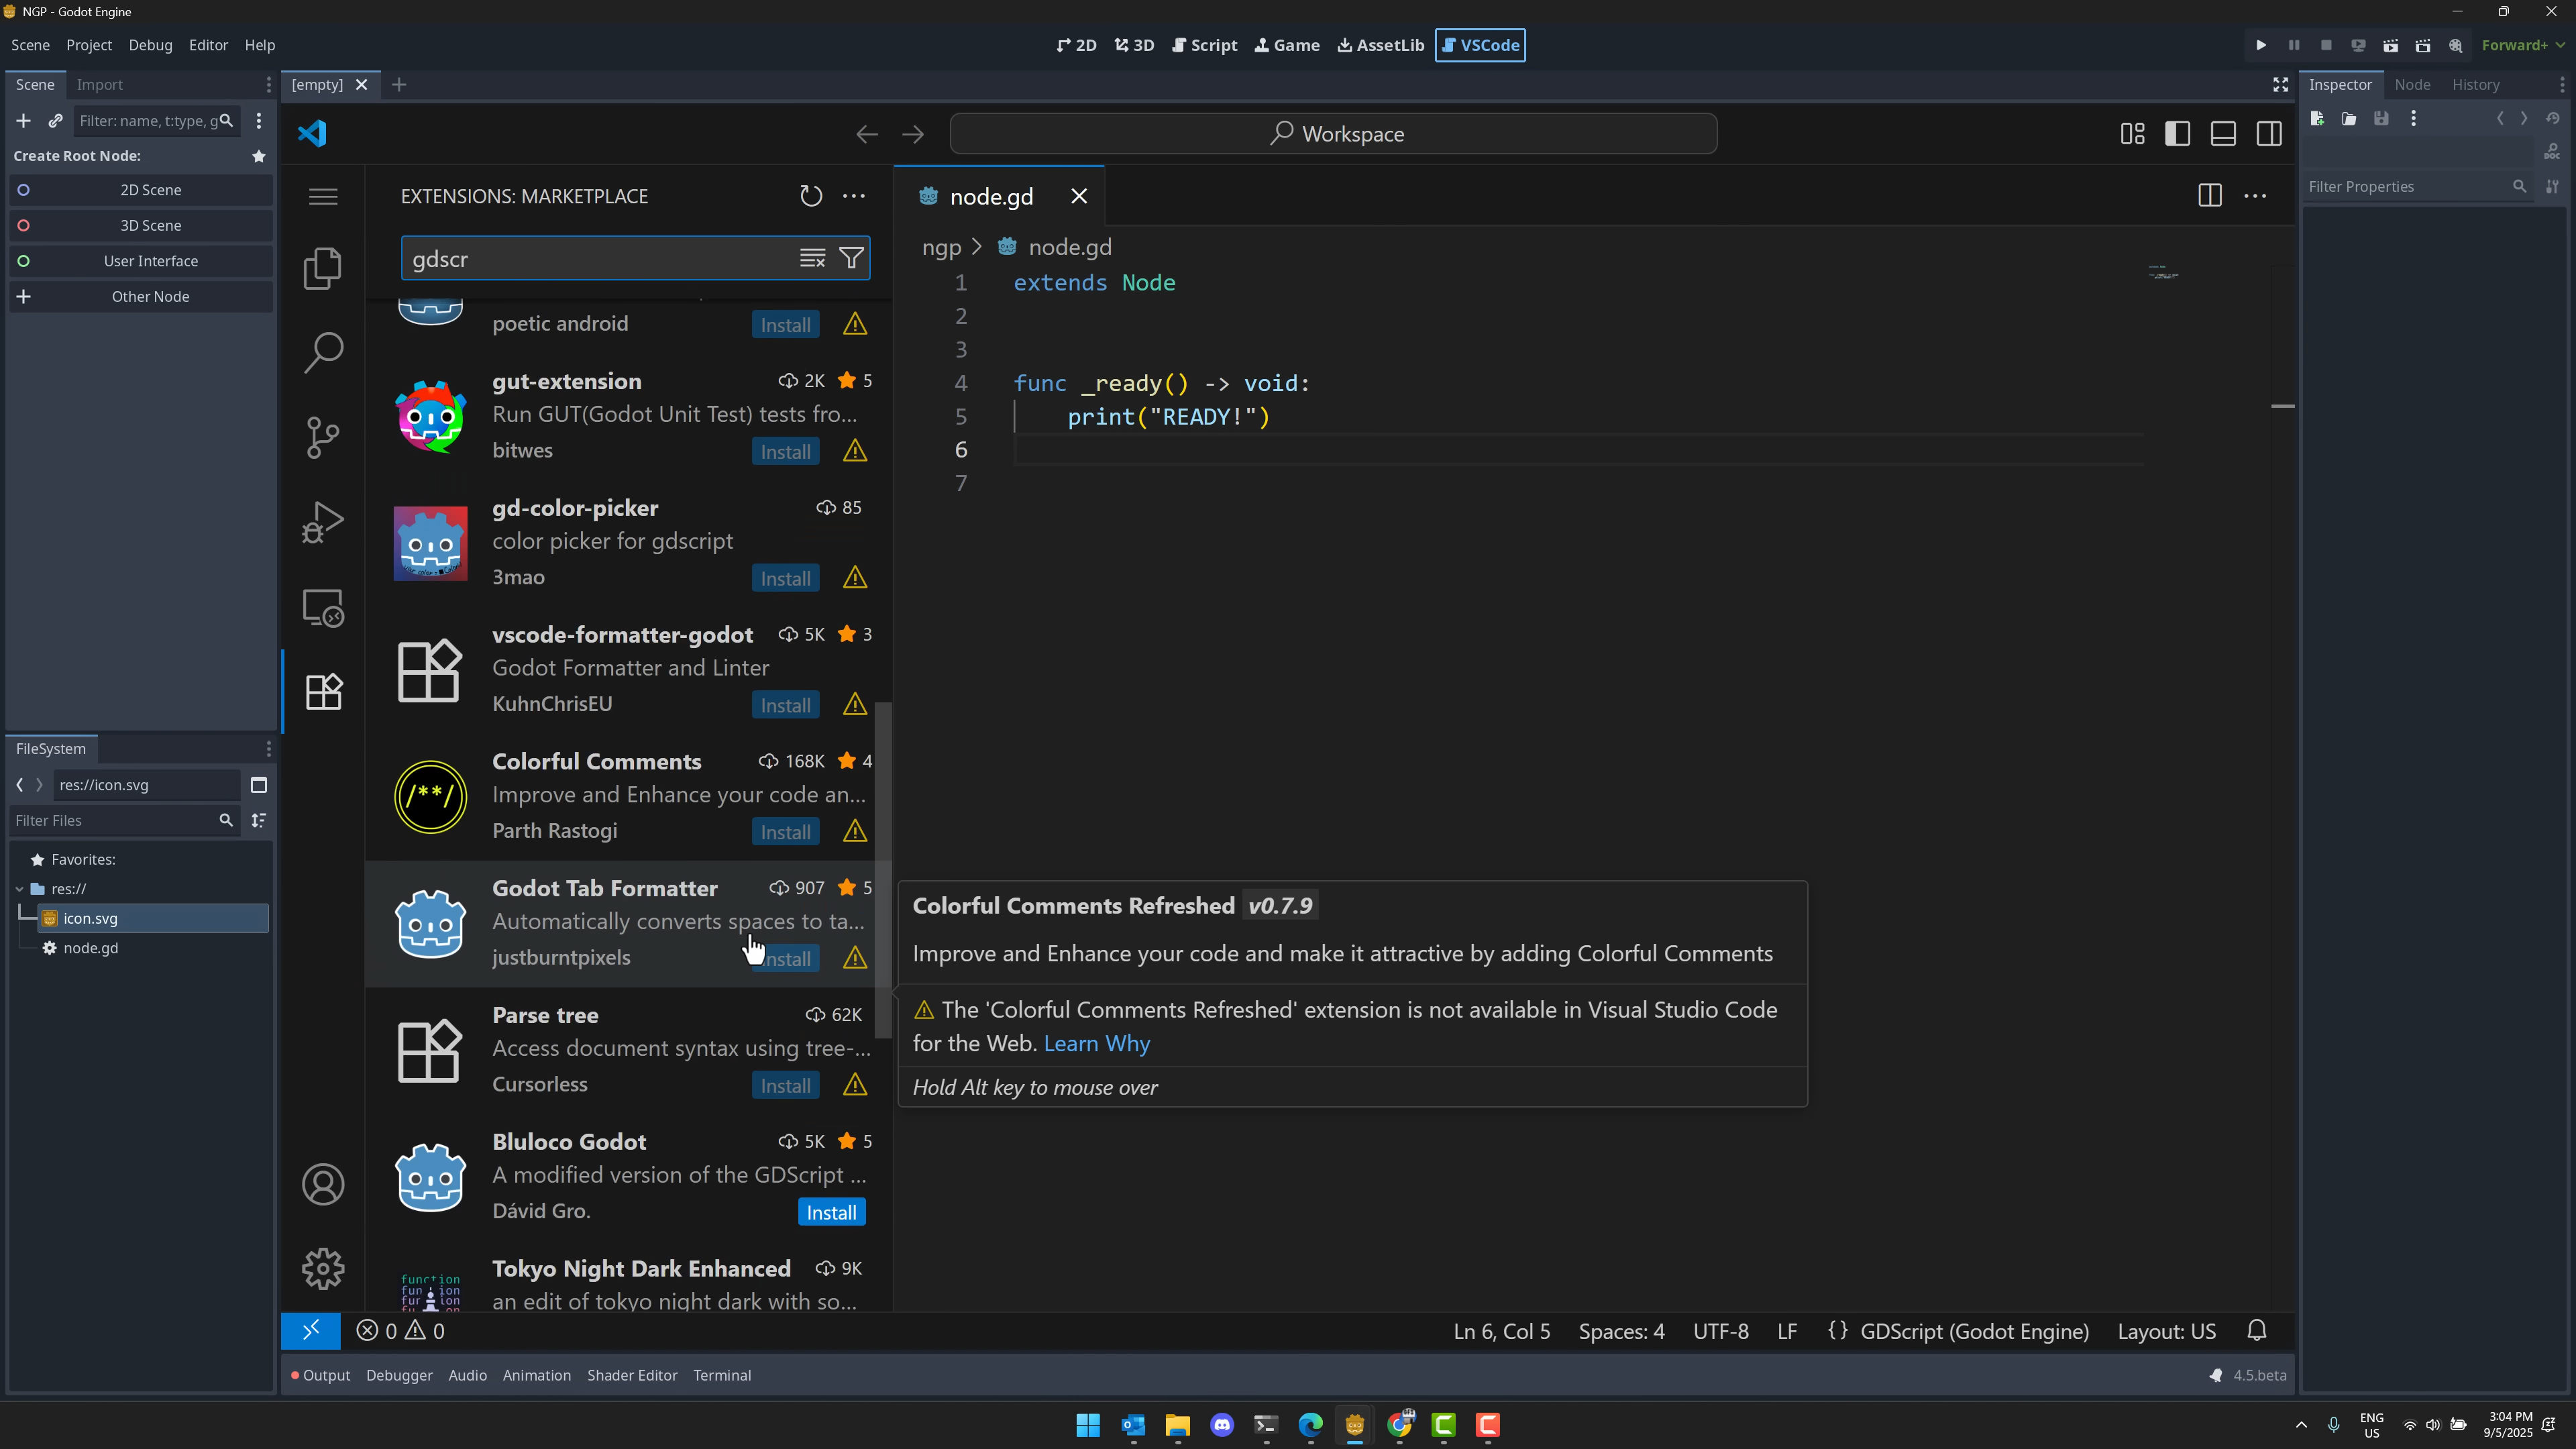 NGP - Godot Engine
Scene Project Debug Editor Help
2D 3D Script Game AssetLib VSCode
Forward+
Scene Import
Filter: name, t:type, g
Create Root Node:
2D Scene
3D Scene
User Interface
Other Node
FileSystem
res://icon.svg
Filter Files
Favorites:
res://
icon.svg
node.gd
[empty]
Workspace
EXTENSIONS: MARKETPLACE
gdscr
poetic android Install
gut-extension 2K 5
Run GUT(Godot Unit Test) tests fro...
bitwes Install
gd-color-picker 85
color picker for gdscript
3mao Install
vscode-formatter-godot 5K 3
Godot Formatter and Linter
KuhnChrisEU Install
Colorful Comments 168K 4
Improve and Enhance your code an...
Parth Rastogi Install
Godot Tab Formatter 907 5
Automatically converts spaces to ta...
justburntpixels nstall
Parse tree 62K
Access document syntax using tree-...
Cursorless Install
Bluloco Godot 5K 5
A modified version of the GDScript ...
Dávid Gro. Install
Tokyo Night Dark Enhanced 9K
an edit of tokyo night dark with so...
function
node.gd
ngp > node.gd
1 extends Node
2
3
4 func _ready() -> void:
5 print("READY!")
6
7
Colorful Comments Refreshed v0.7.9
Improve and Enhance your code and make it attractive by adding Colorful Comments
The 'Colorful Comments Refreshed' extension is not available in Visual Studio Code
for the Web. Learn Why
Hold Alt key to mouse over
0 0
Ln 6, Col 5 Spaces: 4 UTF-8 LF {} GDScript (Godot Engine) Layout: US
Output Debugger Audio Animation Shader Editor Terminal
4.5.beta
Inspector Node History
DOC
Filter Properties
ENG
US
3:04 PM
9/5/2025